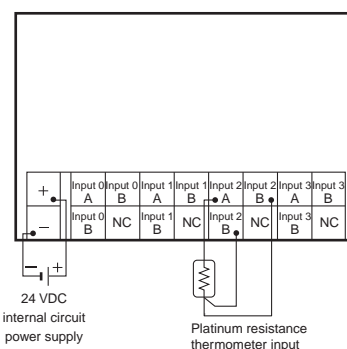 + Input 0 Input 0 Input 1 Input 1 Input 2 Input 2 Input 3 Input 3
A B A B A B A B
− Input 0 NC Input 1 NC Input 2 NC Input 3 NC
B B B B
− +
24 VDC
internal circuit
power supply
Platinum resistance
thermometer input